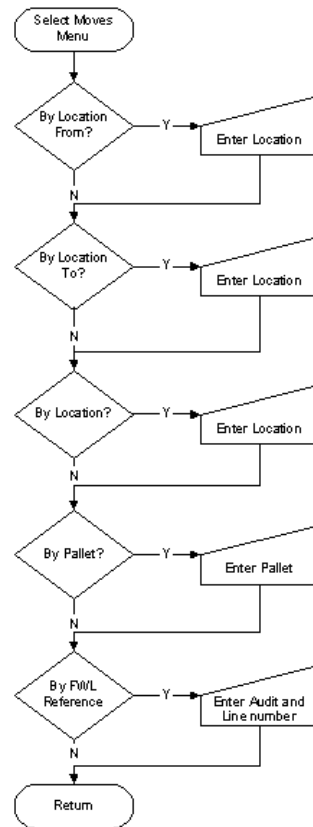 Select Moves
Menu
By Location
From?
Y
Enter Location
N
By Location
To?
Y
Enter Location
N
By Location?
Y
Enter Location
N
By Pallet?
Y
Enter Pallet
N
By FWL
Reference
Y
Enter Audit and
Line number
N
Return